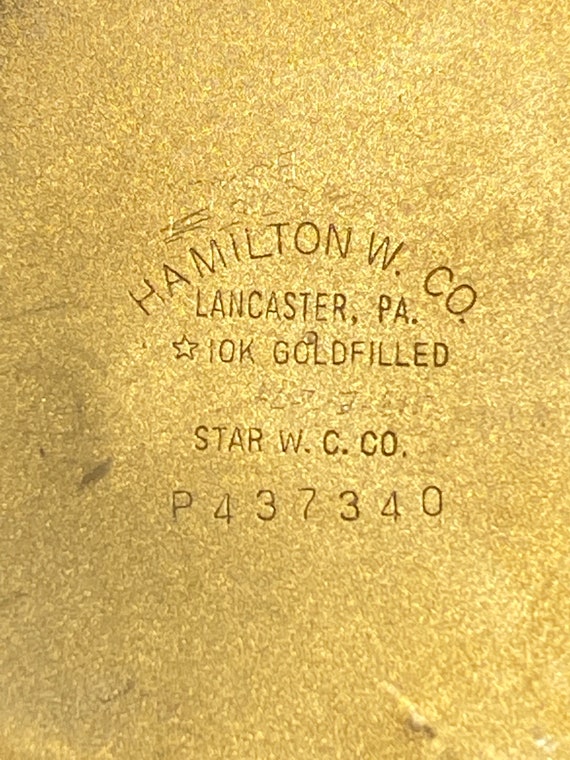 HAMILTON W. CO.
LANCASTER, PA.
☆10K GOLDFILLED
STAR W. C. CO.
P437340